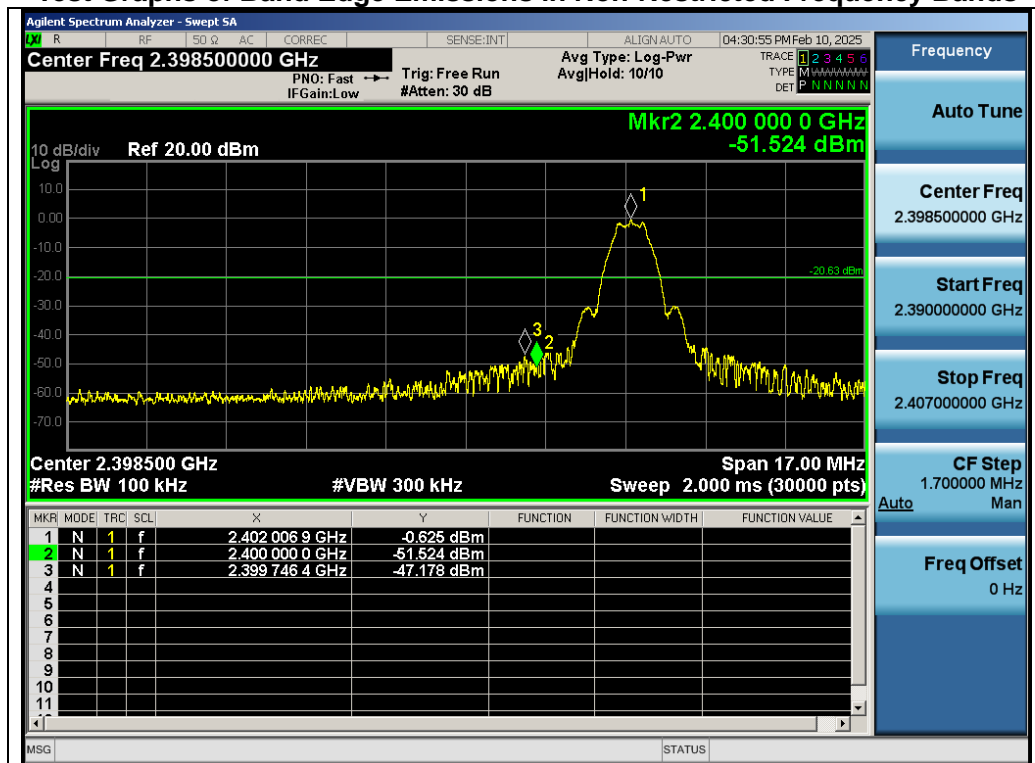 Test Graphs of Band Edge Emissions in Non-Restricted Frequency Bands
Agilent Spectrum Analyzer - Swept SA
LXI R RF 50 Ω AC CORREC SENSE:INT ALIGN AUTO 04:30:55 PM Feb 10, 2025
Center Freq 2.398500000 GHz Avg Type: Log-Pwr TRACE 1 2 3 4 5 6
PNO: Fast Trig: Free Run Avg|Hold: 10/10 TYPE M WWWWW
IFGain:Low #Atten: 30 dB DET P N N N N N
Mkr2 2.400 000 0 GHz
10 dB/div Ref 20.00 dBm -51.524 dBm
Log
10.0
1
0.00
-10.0
-20.0
-20.63 dBm
-30.0
-40.0
3
2
-50.0
-60.0
-70.0
Center 2.398500 GHz Span 17.00 MHz
#Res BW 100 kHz #VBW 300 kHz Sweep 2.000 ms (30000 pts)
MKR MODE TRC SCL X Y FUNCTION FUNCTION WIDTH FUNCTION VALUE
1 N 1 f 2.402 006 9 GHz -0.625 dBm
2 N 1 f 2.400 000 0 GHz -51.524 dBm
3 N 1 f 2.399 746 4 GHz -47.178 dBm
4
5
6
7
8
9
10
11
MSG STATUS
Frequency
Auto Tune
Center Freq
2.398500000 GHz
Start Freq
2.390000000 GHz
Stop Freq
2.407000000 GHz
CF Step
1.700000 MHz
Auto Man
Freq Offset
0 Hz